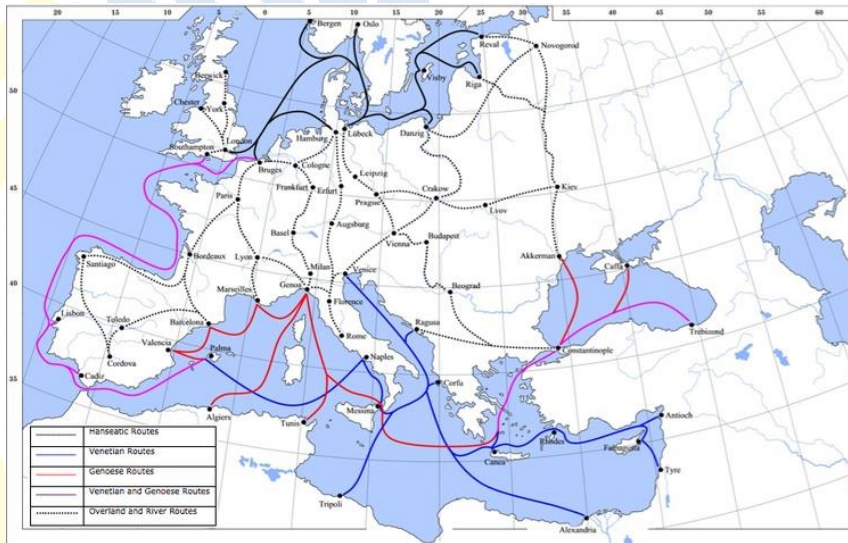 20 15 10 5 0 5 10 15 20 25 30 35 40 45 50 55 60
50
45
40
35
Bergen
Oslo
Reval
Novogorod
Visby
Riga
Berwick
Chester
York
London
Southampton
Hamburg
Lübeck
Danzig
Bruges
Cologne
Leipzig
Frankfurt
Erfurt
Prague
Crakow
Kiev
Lvov
Paris
Augsburg
Basel
Vienna
Budapest
Akkerman
Caffa
Santiago
Bordeaux
Lyon
Milan
Venice
Genoa
Marseilles
Florence
Beograd
Lisbon
Toledo
Barcelona
Rome
Ragusa
Trebizond
Valencia
Palma
Cordova
Naples
Constantinople
Cadiz
Corfu
Algiers
Tunis
Messina
Antioch
Rhodes
Famagusta
Canea
Tyre
Tripoli
Alexandria
Hanseatic Routes
Venetian Routes
Genoese Routes
Venetian and Genoese Routes
Overland and River Routes